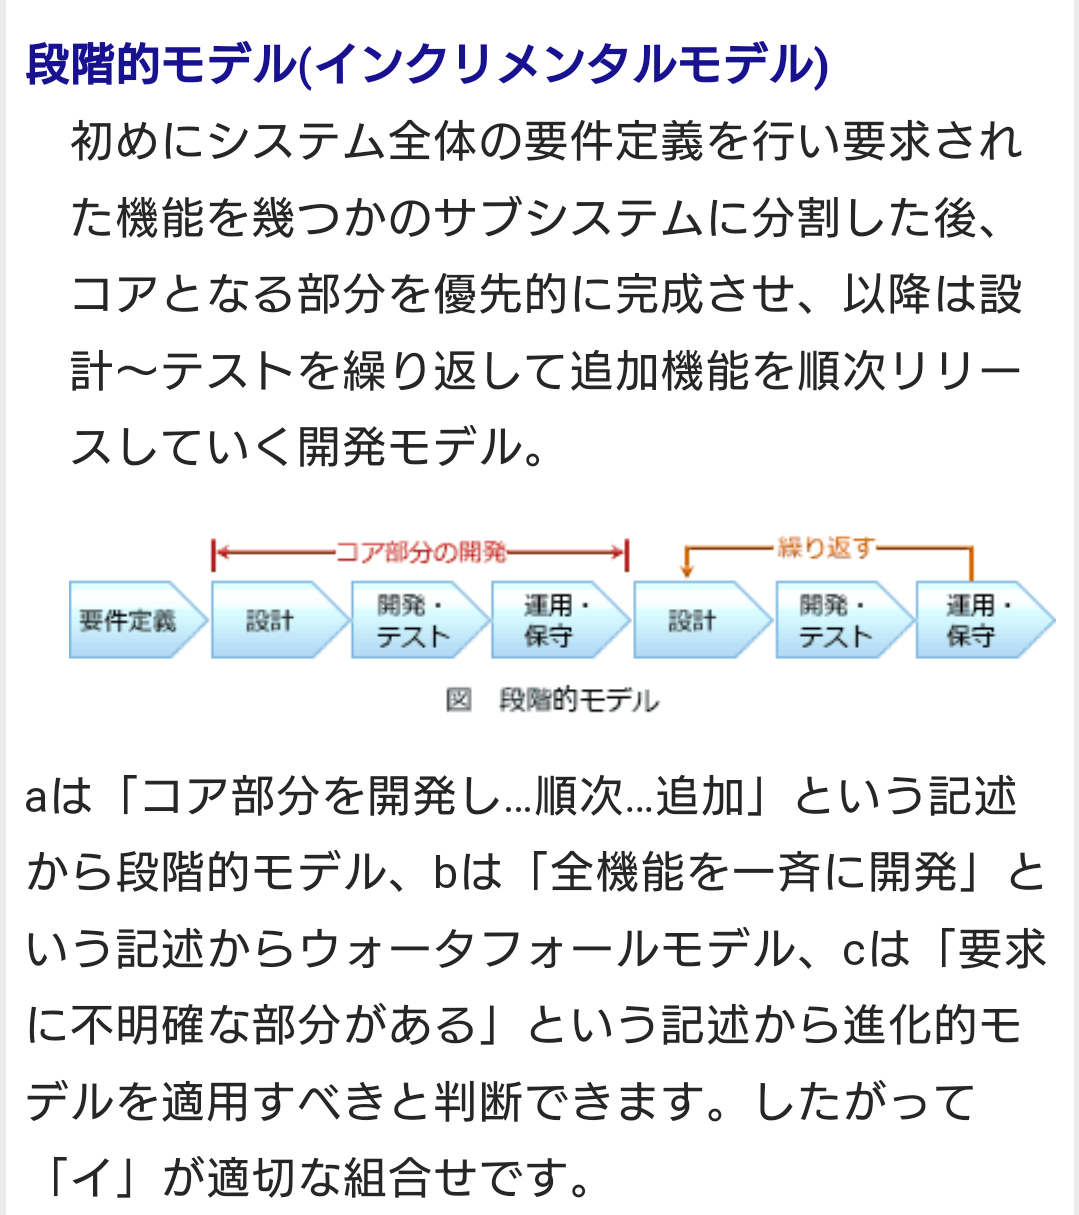 段階的モデル(インクリメンタルモデル)
初めにシステム全体の要件定義を行い要求され
た機能を幾つかのサブシステムに分割した後、
コアとなる部分を優先的に完成させ、以降は設
計〜テストを繰り返して追加機能を順次リリー
スしていく開発モデル。
コア部分の開発
繰り返す
要件定義
設計
開発・
テスト
運用・
保守
設計
開発・
テスト
運用・
保守
図 段階的モデル
aは「コア部分を開発し...順次...追加」という記述
から段階的モデル、bは「全機能を一斉に開発」と
いう記述からウォータフォールモデル、cは「要求
に不明確な部分がある」という記述から進化的モ
デルを適用すべきと判断できます。したがって
「イ」が適切な組合せです。